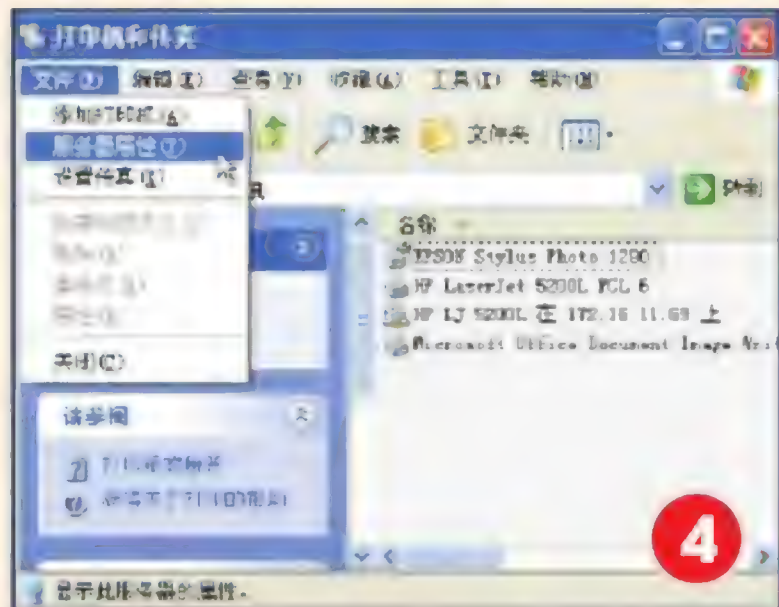 打印机和传真
文件(F) 编辑(E) 查看(V) 收藏(A) 工具(T) 帮助(H)
添加打印机(A)
服务器属性(T)
设置传真(X)
关闭(C)
搜索 文件夹
转到
名称
EPSON Stylus Photo 1290
HP LaserJet 5200L PCL 6
HP LJ 5200L 在 172.16.11.69 上
Microsoft Office Document Image Writ
请参阅
显示此服务器的属性。
4